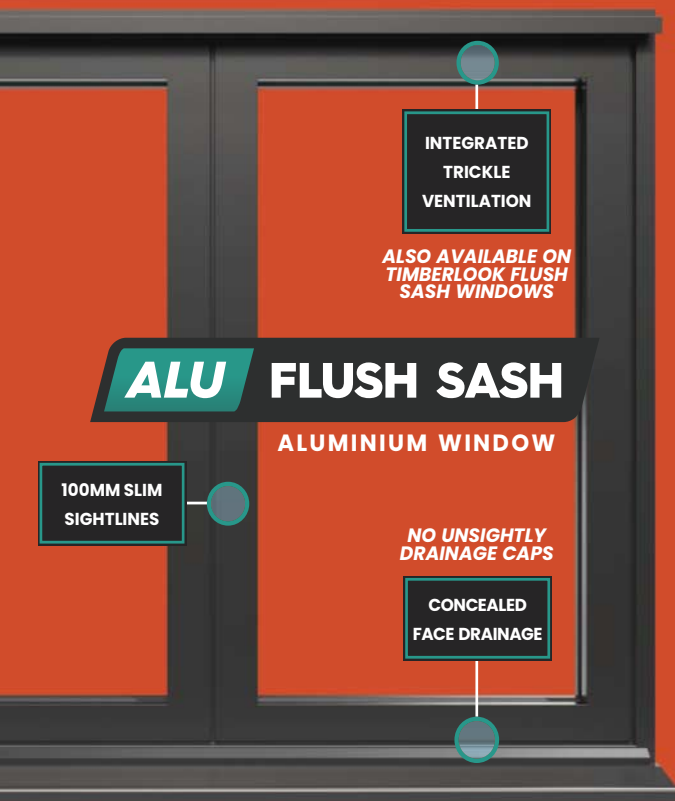 INTEGRATED
TRICKLE
VENTILATION
ALSO AVAILABLE ON
TIMBERLOOK FLUSH
SASH WINDOWS
ALU FLUSH SASH
ALUMINIUM WINDOW
100MM SLIM
SIGHTLINES
NO UNSIGHTLY
DRAINAGE CAPS
CONCEALED
FACE DRAINAGE